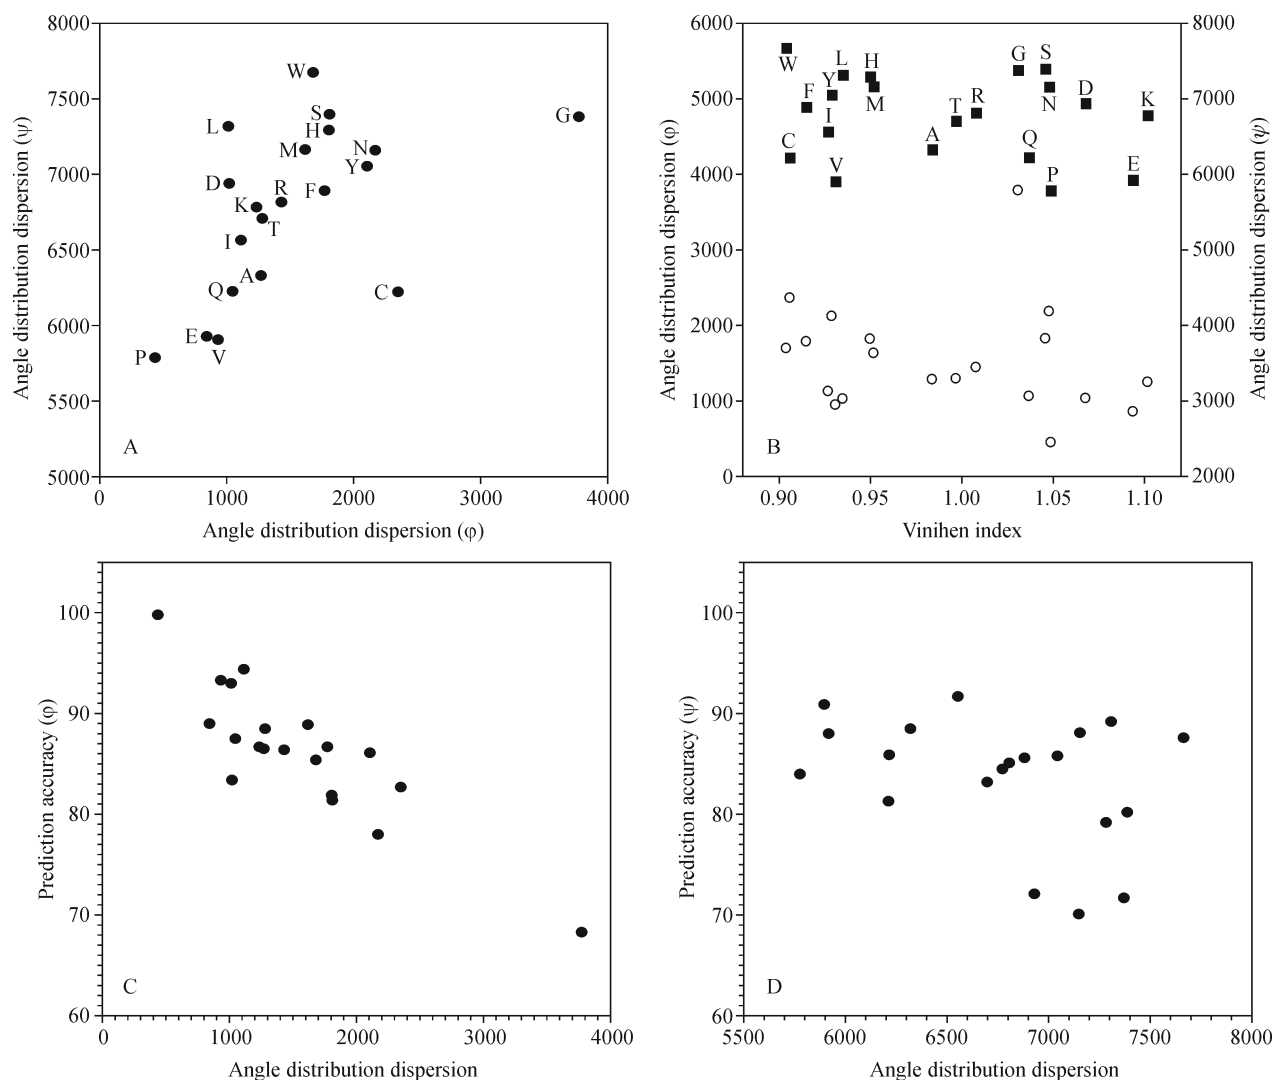 8000
7500
7000
6500
6000
5500
5000
0
1000
2000
3000
4000
Angle distribution dispersion (ψ)
Angle distribution dispersion (φ)
W
S
G
L
H
M
N
Y
D
F
R
K
T
I
A
Q
C
E
V
P
A
6000
5000
4000
3000
2000
1000
0
8000
7000
6000
5000
4000
3000
2000
0.90
0.95
1.00
1.05
1.10
Angle distribution dispersion (φ)
Angle distribution dispersion (ψ)
Vinihen index
W
L
H
G
S
Y
F
M
N
D
K
I
T
R
C
A
Q
V
P
E
B
100
90
80
70
60
0
1000
2000
3000
4000
Prediction accuracy (φ)
Angle distribution dispersion
C
100
90
80
70
60
5500
6000
6500
7000
7500
8000
Prediction accuracy (ψ)
Angle distribution dispersion
D